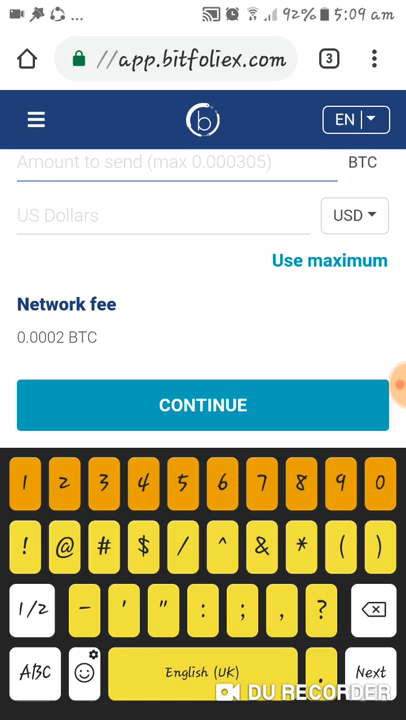 92% 5:09 am
//app.bitfoliex.com 3
b EN
Amount to send (max 0.000305) BTC
US Dollars USD
Use maximum
Network fee
0.0002 BTC
CONTINUE
1 2 3 4 5 6 7 8 9 0
! @ # $ / ^ & * ( )
1/2 - ' " : ; , ?
ABC English (UK) . Next
DU RECORDER